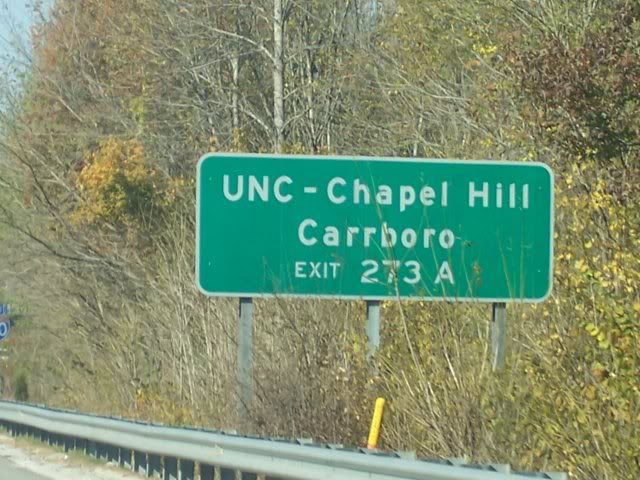 UNC - Chapel Hill
Carrboro
EXIT 273 A